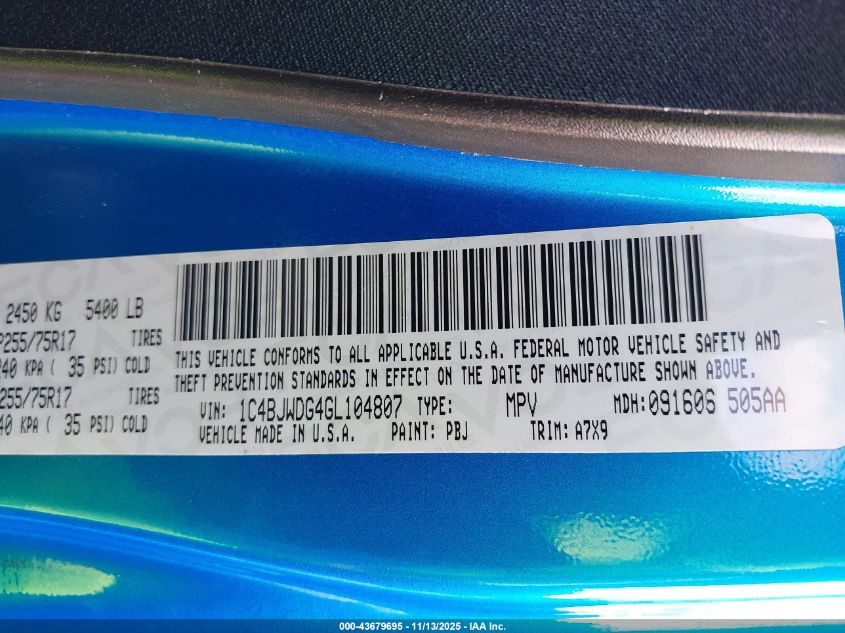 2450 KG 5400 LB
P255/75R17 TIRES
240 KPA ( 35 PSI) COLD
255/75R17 TIRES
40 KPA ( 35 PSI) COLD
THIS VEHICLE CONFORMS TO ALL APPLICABLE U.S.A. FEDERAL MOTOR VEHICLE SAFETY AND
THEFT PREVENTION STANDARDS IN EFFECT ON THE DATE OF MANUFACTURE SHOWN ABOVE.
VIN: 1C4BJWDG4GL104807 TYPE: MPV MDH:091606 505AA
VEHICLE MADE IN U.S.A. PAINT: PBJ TRIM: A7X9
000-43679695 - 11/13/2025 - IAA Inc.